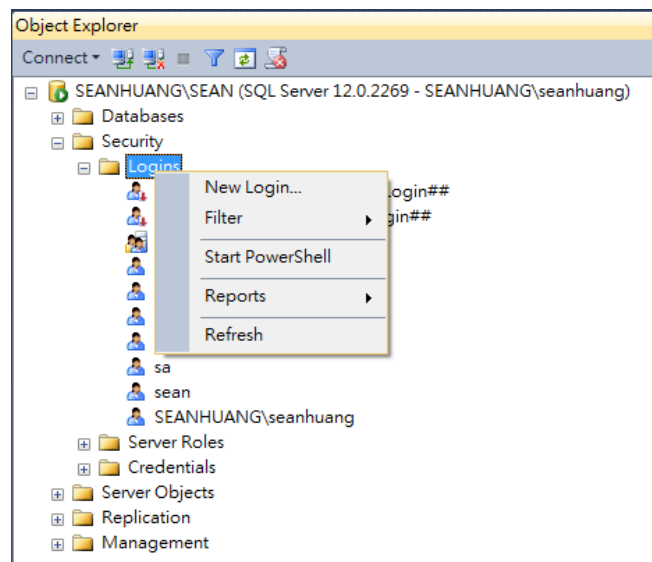 Object Explorer
Connect
SEANHUANG\SEAN (SQL Server 12.0.2269 - SEANHUANG\seanhuang)
Databases
Security
Logins
New Login...
Login##
Filter
gin##
Start PowerShell
Reports
Refresh
sa
sean
SEANHUANG\seanhuang
Server Roles
Credentials
Server Objects
Replication
Management